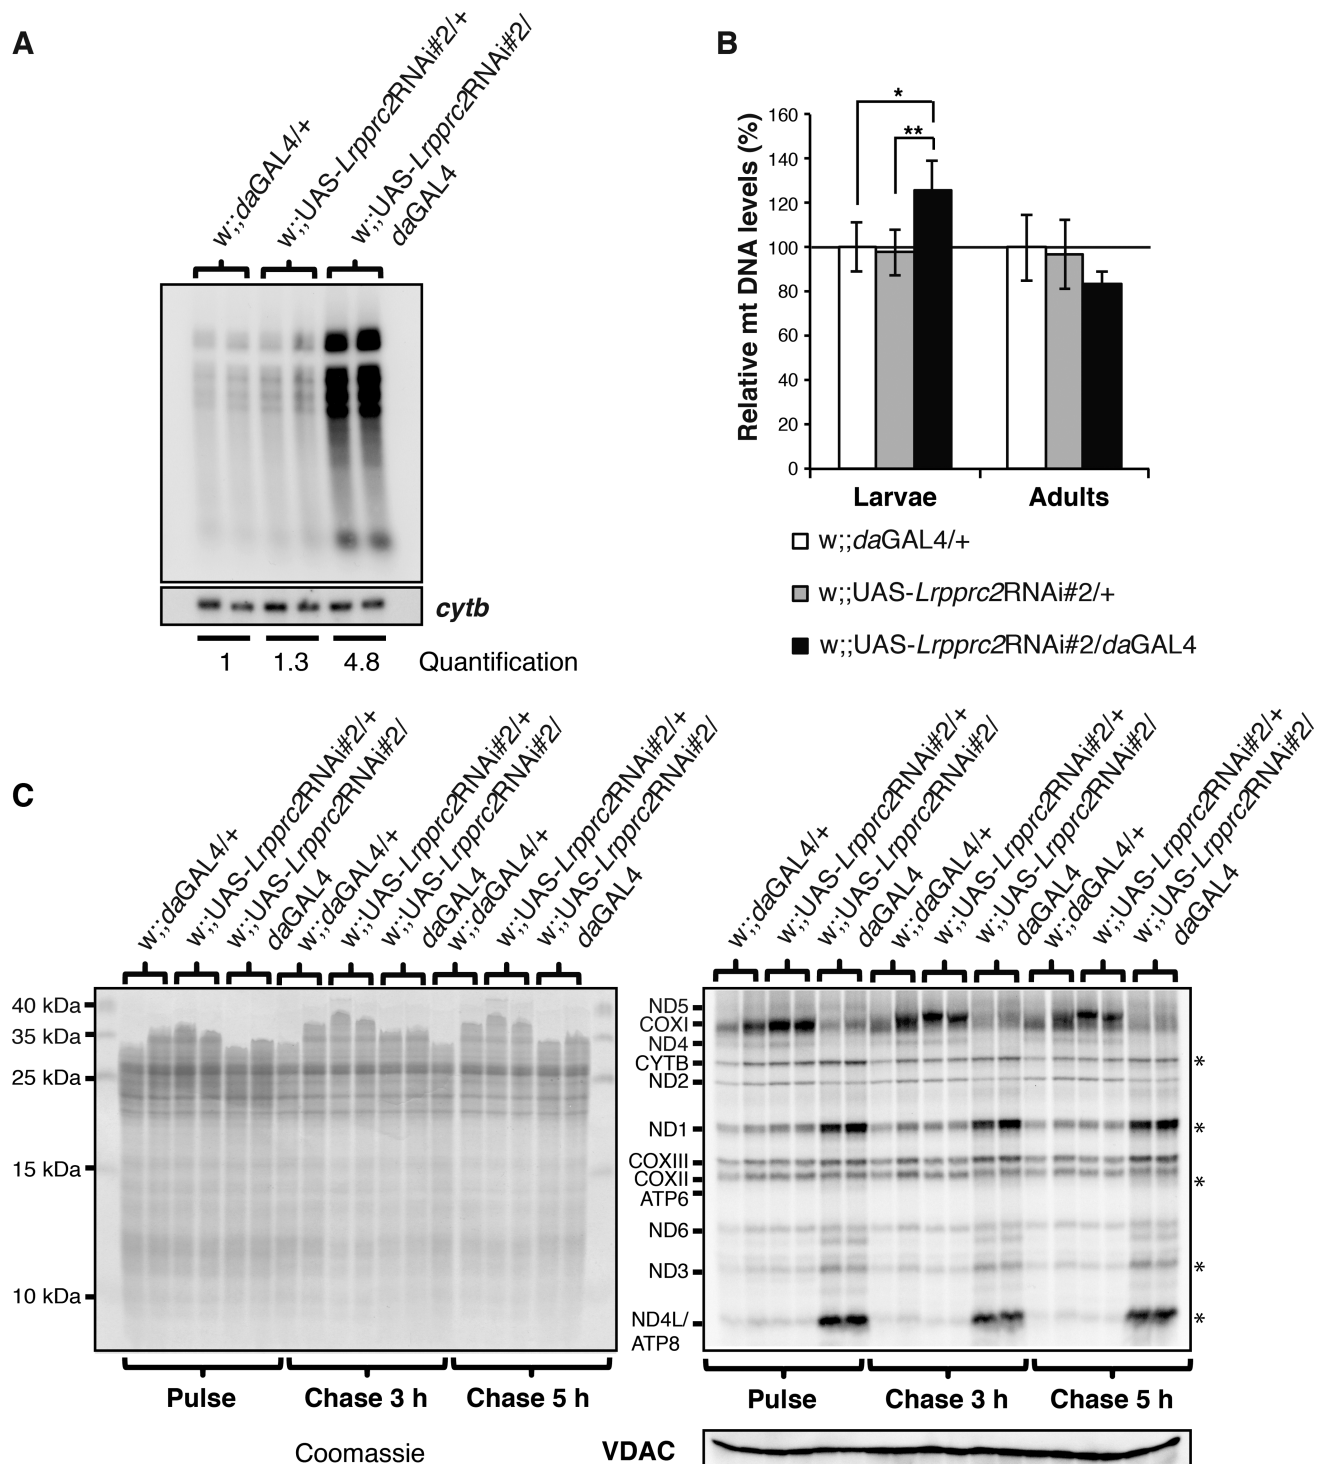 A
w;;daGAL4/+
w;;UAS-Lrpprc2RNAi#2/+
w;;UAS-Lrpprc2RNAi#2/
daGAL4
cytb
1 1.3 4.8 Quantification
B
Relative mt DNA levels (%)
160
140
120
100
80
60
40
20
0
*
**
Larvae Adults
w;;daGAL4/+
w;;UAS-Lrpprc2RNAi#2/+
w;;UAS-Lrpprc2RNAi#2/daGAL4
C
w;;daGAL4/+
w;;UAS-Lrpprc2RNAi#2/+
w;;UAS-Lrpprc2RNAi#2/
daGAL4
w;;daGAL4/+
w;;UAS-Lrpprc2RNAi#2/+
w;;UAS-Lrpprc2RNAi#2/
daGAL4
w;;daGAL4/+
w;;UAS-Lrpprc2RNAi#2/+
w;;UAS-Lrpprc2RNAi#2/
daGAL4
40 kDa
35 kDa
25 kDa
15 kDa
10 kDa
Pulse Chase 3 h Chase 5 h
Coomassie
w;;daGAL4/+
w;;UAS-Lrpprc2RNAi#2/+
w;;UAS-Lrpprc2RNAi#2/
daGAL4
w;;daGAL4/+
w;;UAS-Lrpprc2RNAi#2/+
w;;UAS-Lrpprc2RNAi#2/
daGAL4
w;;daGAL4/+
w;;UAS-Lrpprc2RNAi#2/+
w;;UAS-Lrpprc2RNAi#2/
daGAL4
ND5
COXI
ND4
CYTB *
ND2
ND1 *
COXIII
COXII *
ATP6
ND6
ND3 *
ND4L/ *
ATP8
Pulse Chase 3 h Chase 5 h
VDAC